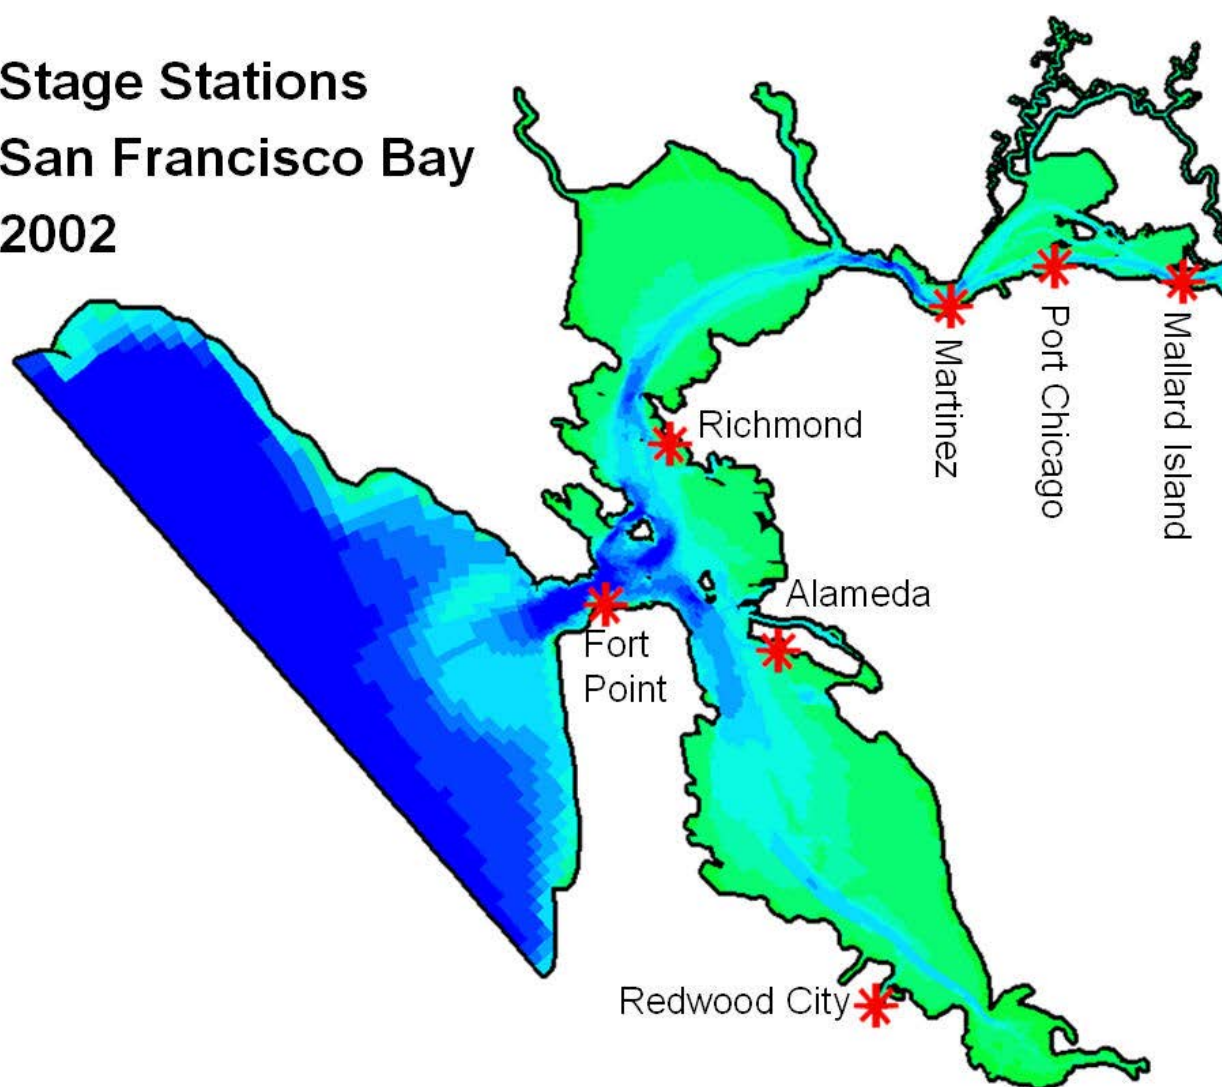 Stage Stations
San Francisco Bay
2002
Martinez
Port Chicago
Mallard Island
Richmond
Alameda
Fort
Point
Redwood City